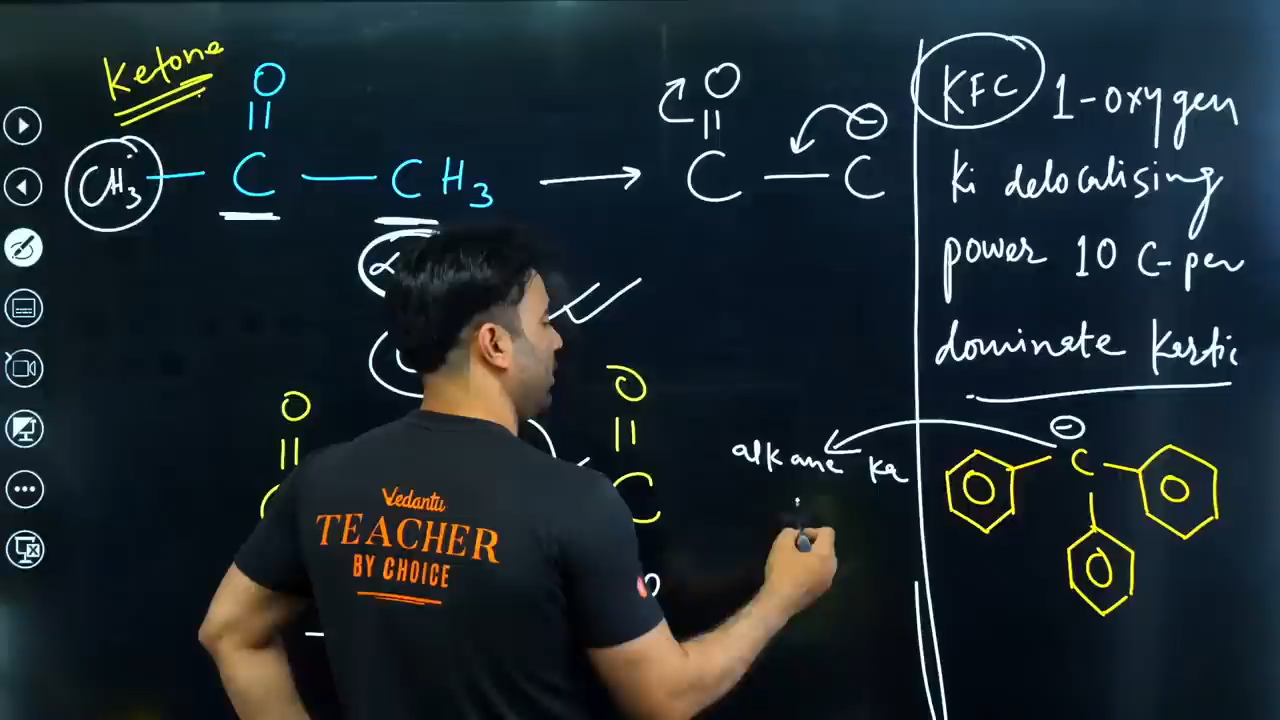 Ketone
O
CH3 — C — CH3 → C — C
O
⊖
α
O
C
O
C
KFC 1-oxygen
Ki delocalising
power 10 C-per
dominate Karti
⊖
C
alkane ka
Vedantu
TEACHER
BY CHOICE